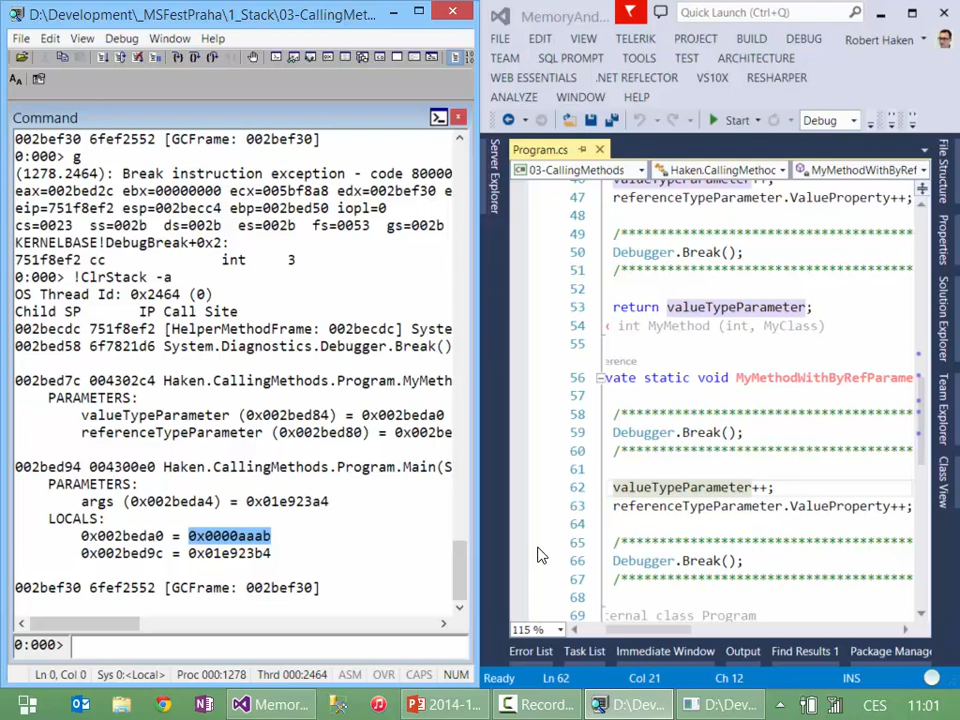 D:\Development\_MSFestPraha\1_Stack\03-CallingMet...
File Edit View Debug Window Help
Command
002bef30 6fef2552 [GCFrame: 002bef30]
0:000> g
(1278.2464): Break instruction exception - code 80000
eax=002bed2c ebx=00000000 ecx=005bf8a8 edx=002bef30 e
eip=751f8ef2 esp=002becc4 ebp=002bed50 iopl=0
cs=0023 ss=002b ds=002b es=002b fs=0053 gs=002b
KERNELBASE!DebugBreak+0x2:
751f8ef2 cc int 3
0:000> !ClrStack -a
OS Thread Id: 0x2464 (0)
Child SP IP Call Site
002becdc 751f8ef2 [HelperMethodFrame: 002becdc] Syste
002bed58 6f7821d6 System.Diagnostics.Debugger.Break()
002bed7c 004302c4 Haken.CallingMethods.Program.MyMeth
PARAMETERS:
valueTypeParameter (0x002bed84) = 0x002beda0
referenceTypeParameter (0x002bed80) = 0x002be
002bed94 004300e0 Haken.CallingMethods.Program.Main(S
PARAMETERS:
args (0x002beda4) = 0x01e923a4
LOCALS:
0x002beda0 = 0x0000aaab
0x002bed9c = 0x01e923b4
002bef30 6fef2552 [GCFrame: 002bef30]
0:000>
Ln 0, Col 0 Sys 0:<Local> Proc 000:1278 Thrd 000:2464 ASM OVR CAPS NUM
MemoryAnd... Quick Launch (Ctrl+Q)
FILE EDIT VIEW TELERIK PROJECT BUILD DEBUG Robert Haken
TEAM SQL PROMPT TOOLS TEST ARCHITECTURE
WEB ESSENTIALS .NET REFLECTOR VS10X RESHARPER
ANALYZE WINDOW HELP
Start Debug
Program.cs
03-CallingMethods Haken.CallingMethoc MyMethodWithByRef
valueTypeParameter++;
47 referenceTypeParameter.ValueProperty++;
48
49 /***********************************
50 Debugger.Break();
51 /***********************************
52
53 return valueTypeParameter;
54 int MyMethod (int, MyClass)
55
erence
56 vate static void MyMethodWithByRefParame
57
58 /***********************************
59 Debugger.Break();
60 /***********************************
61
62 valueTypeParameter++;
63 referenceTypeParameter.ValueProperty++;
64
65 /***********************************
66 Debugger.Break();
67 /***********************************
68
69 ternal class Program
115 %
Server Explorer
Properties
Solution Explorer
Team Explorer
Class View
Error List Task List Immediate Window Output Find Results 1 Package Manag
Ready Ln 62 Col 21 Ch 12 INS
Memor... 2014-1... Record... D:\Dev... D:\Dev... CES 11:01